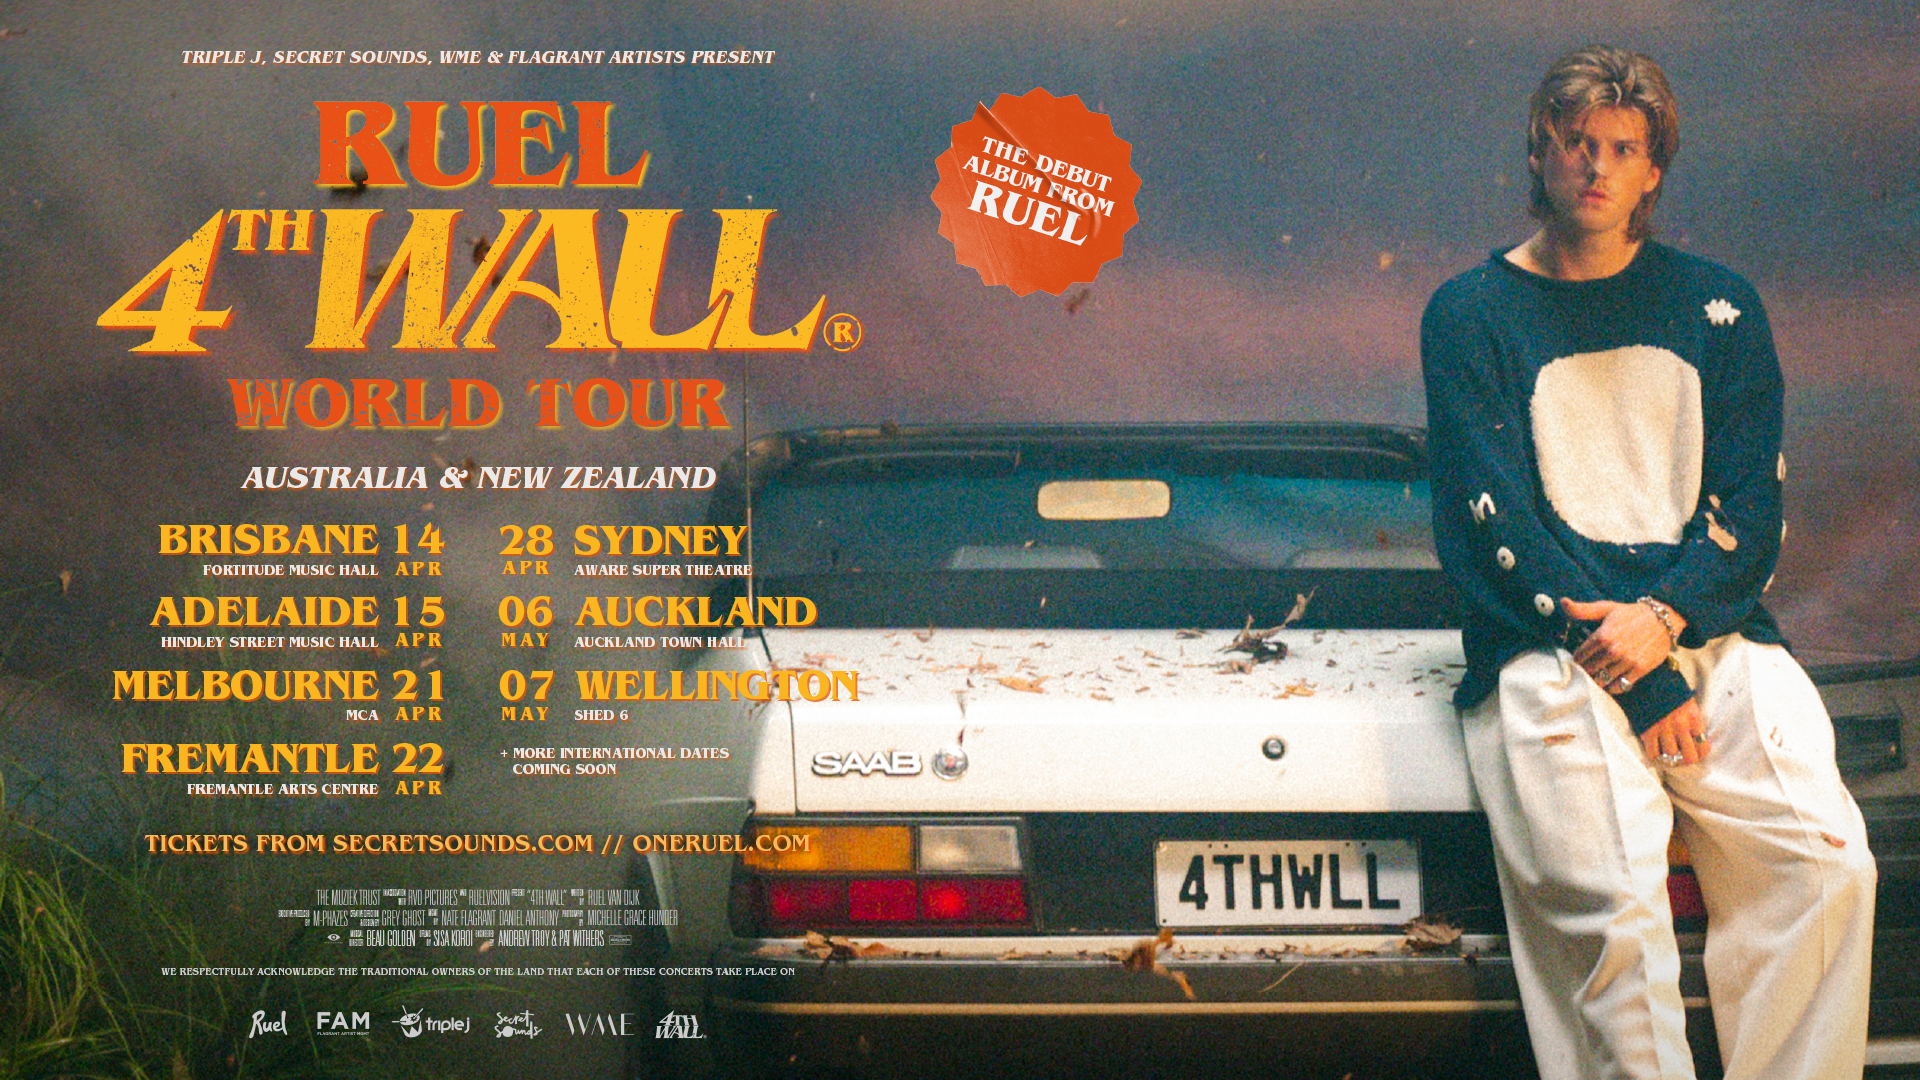 TRIPLE J, SECRET SOUNDS, WME & FLAGRANT ARTISTS PRESENT
RUEL
4TH WALL ®
WORLD TOUR
THE DEBUT
ALBUM FROM
RUEL
AUSTRALIA & NEW ZEALAND
BRISBANE 14 APR
FORTITUDE MUSIC HALL
ADELAIDE 15 APR
HINDLEY STREET MUSIC HALL
MELBOURNE 21 APR
MCA
FREMANTLE 22 APR
FREMANTLE ARTS CENTRE
28 APR SYDNEY
AWARE SUPER THEATRE
06 MAY AUCKLAND
AUCKLAND TOWN HALL
07 MAY WELLINGTON
SHED 6
+ MORE INTERNATIONAL DATES
COMING SOON
TICKETS FROM SECRETSOUNDS.COM // ONERUEL.COM
THE MUZIEK TRUST RVD PICTURES RUELVISION "4TH WALL" RUEL VAN DIJK
M-PHAZES GREY GHOST NATE FLAGRANT DANIEL ANTHONY MICHELLE GRACE HUNDER
BEAU GOLDEN SISA KOROI ANDREW TROY & PAT WITHERS
WE RESPECTFULLY ACKNOWLEDGE THE TRADITIONAL OWNERS OF THE LAND THAT EACH OF THESE CONCERTS TAKE PLACE ON
Ruel
FAM
FLAGRANT ARTIST MGMT
triple j
Secret Sounds
WME
4TH WALL
SAAB
4THWLL